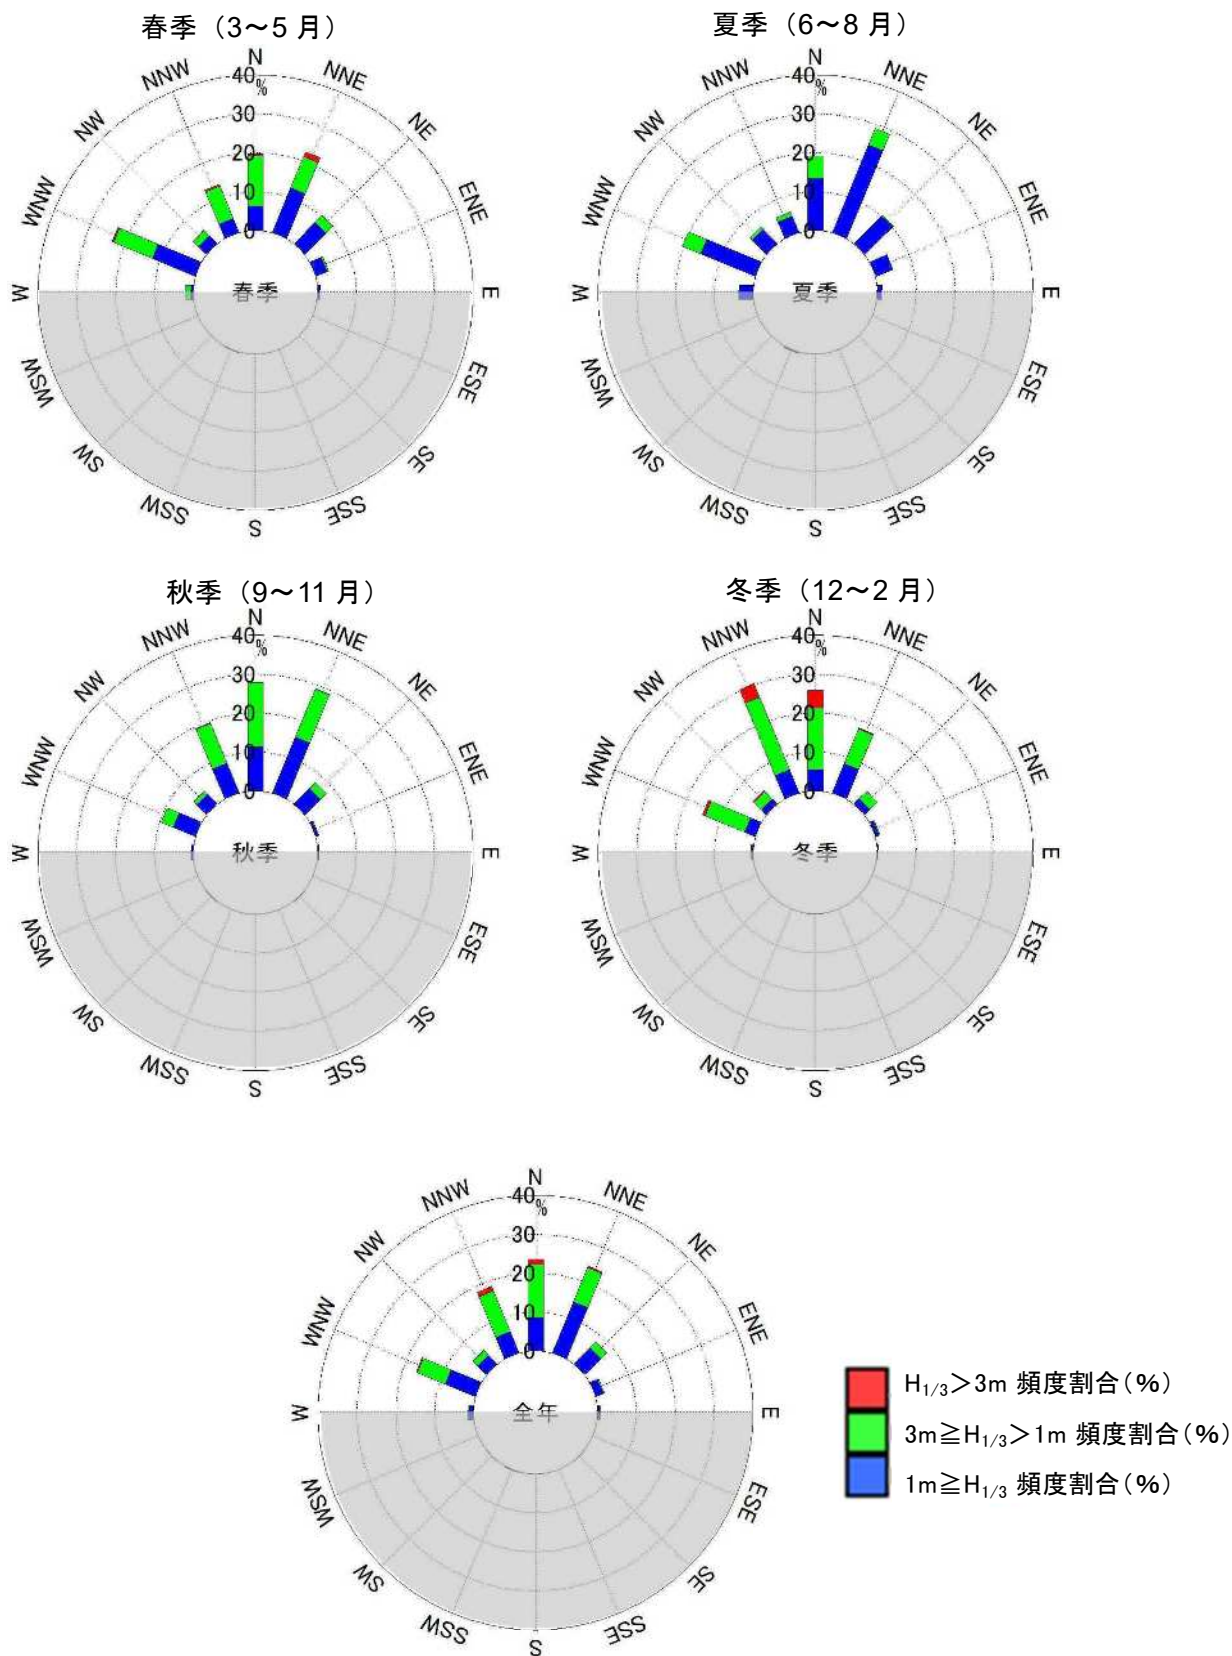 春季（3～5 月）
N
NNE
NE
ENE
E
ESE
SE
SSE
S
SSW
SW
WSW
W
WNW
NW
NNW
40
%
30
20
10
0
春季
夏季（6～8 月）
N
NNE
NE
ENE
E
ESE
SE
SSE
S
SSW
SW
WSW
W
WNW
NW
NNW
40
%
30
20
10
0
夏季
秋季（9～11 月）
N
NNE
NE
ENE
E
ESE
SE
SSE
S
SSW
SW
WSW
W
WNW
NW
NNW
40
%
30
20
10
0
秋季
冬季（12～2 月）
N
NNE
NE
ENE
E
ESE
SE
SSE
S
SSW
SW
WSW
W
WNW
NW
NNW
40
%
30
20
10
0
冬季
N
NNE
NE
ENE
E
ESE
SE
SSE
S
SSW
SW
WSW
W
WNW
NW
NNW
40
%
30
20
10
0
全年
H1/3＞3m 頻度割合（%）
3m≧H1/3＞1m 頻度割合（%）
1m≧H1/3 頻度割合（%）